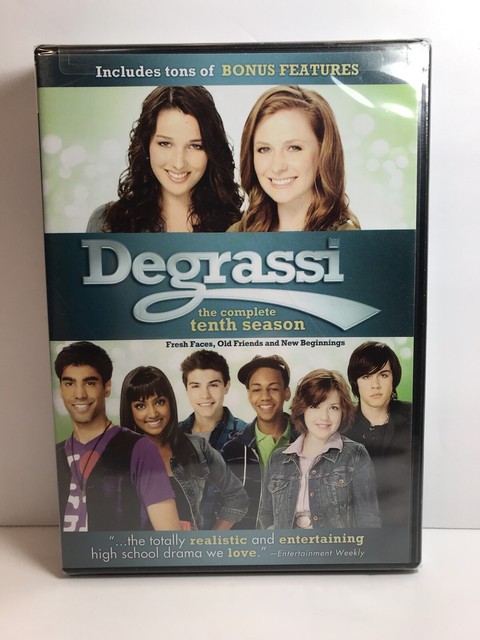 Includes tons of BONUS FEATURES
Degrassi
the complete
tenth season
Fresh Faces, Old Friends and New Beginnings
"...the totally realistic and entertaining
high school drama we love." –Entertainment Weekly